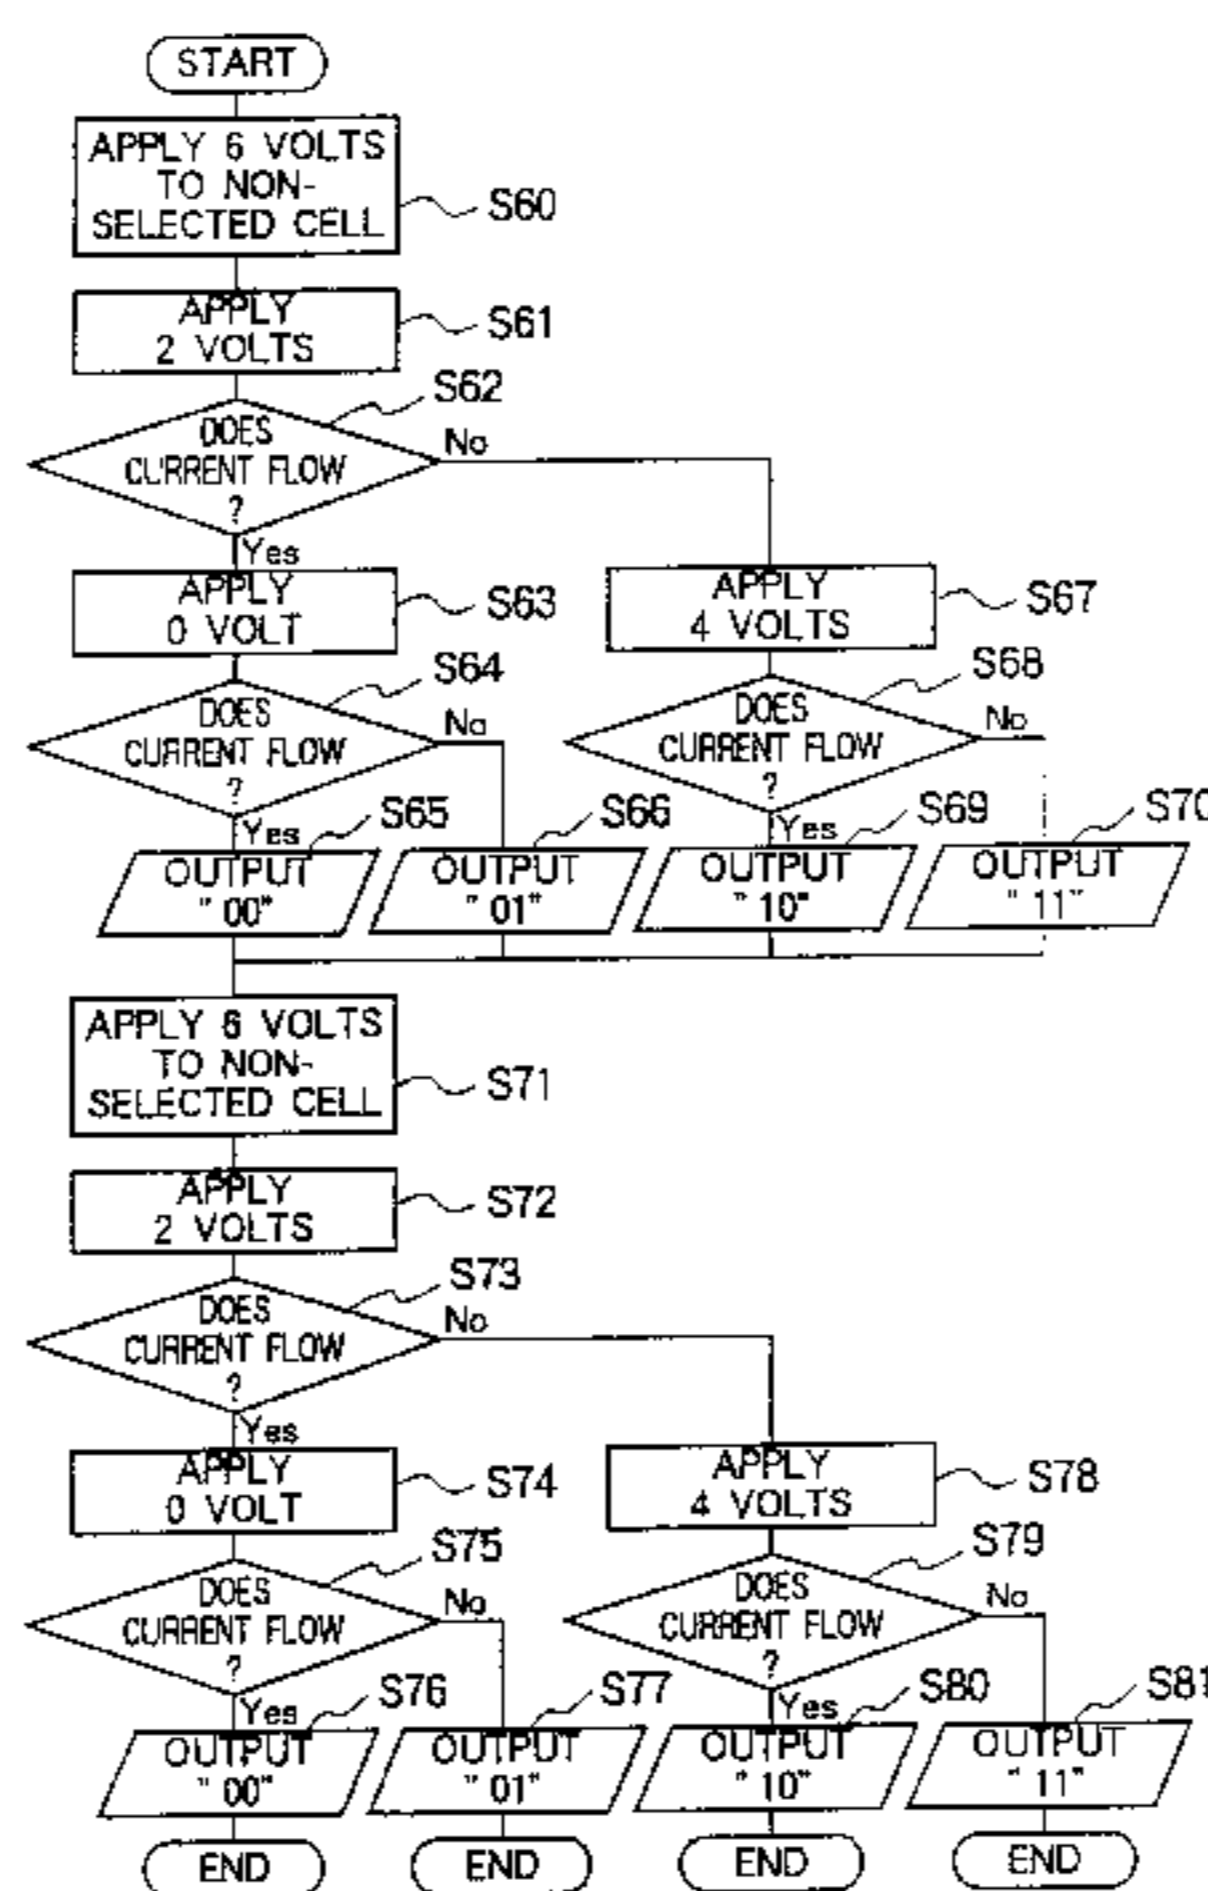 START
APPLY 6 VOLTS
TO NON-
SELECTED CELL
S60
APPLY
2 VOLTS
S61
S62
DOES
CURRENT FLOW
?
No
Yes
APPLY
0 VOLT
S63
APPLY
4 VOLTS
S67
S64
DOES
CURRENT FLOW
?
No
Yes
S68
DOES
CURRENT FLOW
?
No
Yes
S65
OUTPUT
"00"
S66
OUTPUT
"01"
S69
OUTPUT
"10"
S70
OUTPUT
"11"
APPLY 6 VOLTS
TO NON-
SELECTED CELL
S71
APPLY
2 VOLTS
S72
S73
DOES
CURRENT FLOW
?
No
Yes
APPLY
0 VOLT
S74
APPLY
4 VOLTS
S78
S75
DOES
CURRENT FLOW
?
No
Yes
S79
DOES
CURRENT FLOW
?
No
Yes
S76
OUTPUT
"00"
S77
OUTPUT
"01"
S80
OUTPUT
"10"
S81
OUTPUT
"11"
END
END
END
END